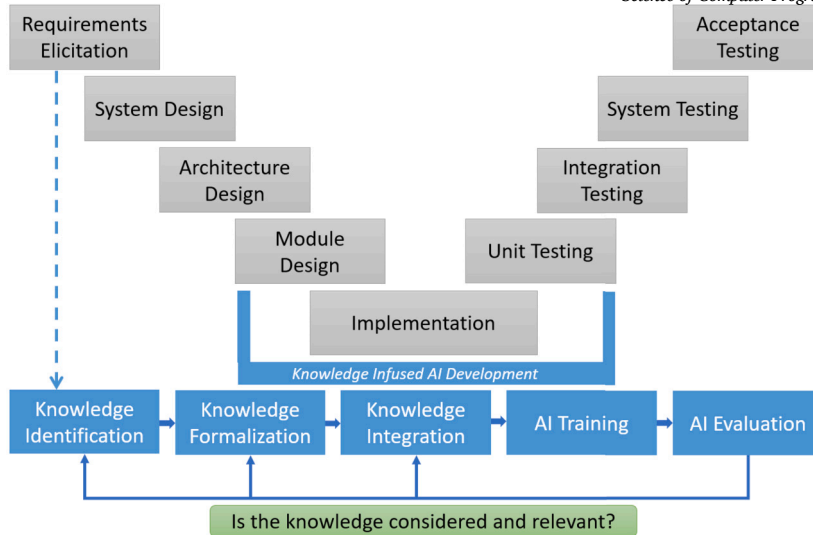 Requirements
Elicitation
Acceptance
Testing
System Design
System Testing
Architecture
Design
Integration
Testing
Module
Design
Unit Testing
Implementation
Knowledge Infused AI Development
Knowledge
Identification
Knowledge
Formalization
Knowledge
Integration
AI Training
AI Evaluation
Is the knowledge considered and relevant?